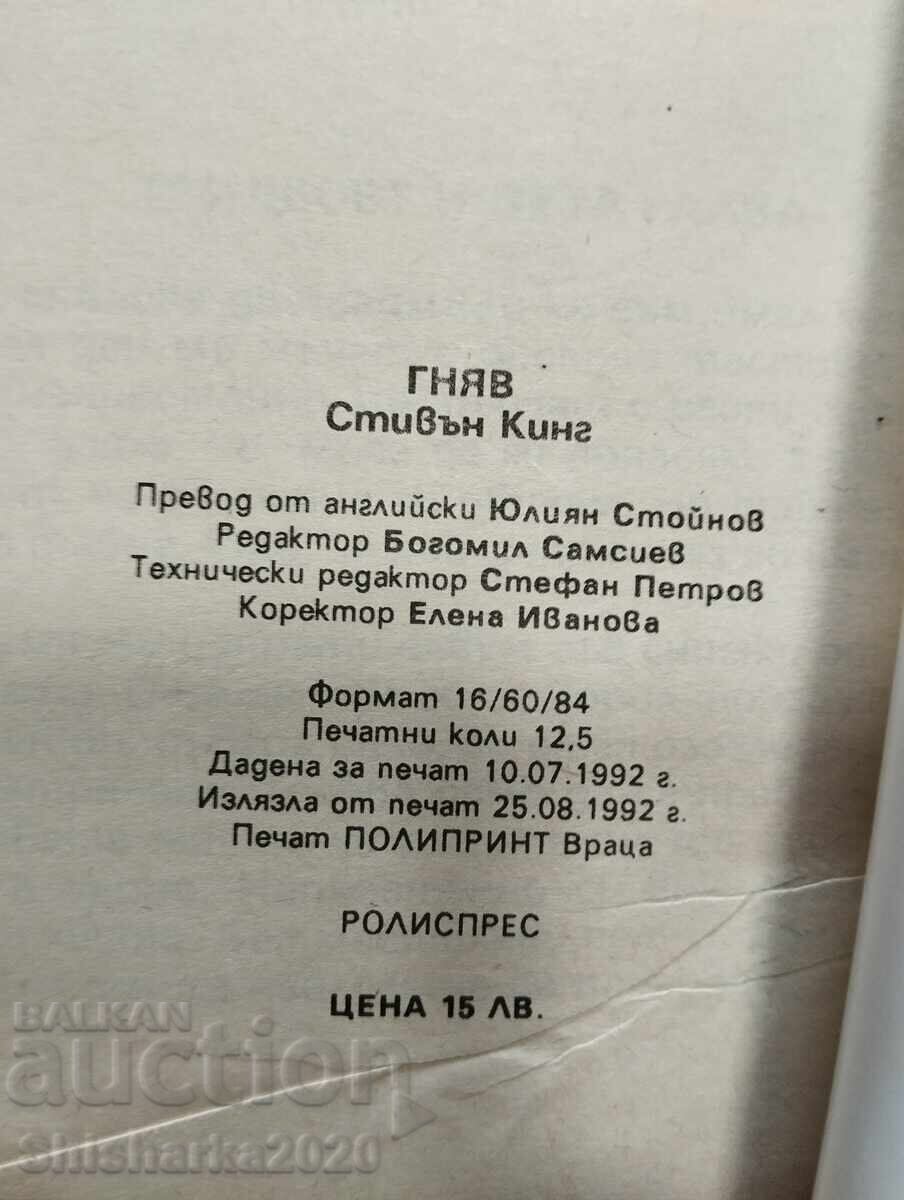 ГНЯВ
Стивън Кинг
Превод от английски Юлиян Стойнов
Редактор Богомил Самсиев
Технически редактор Стефан Петров
Коректор Елена Иванова
Формат 16/60/84
Печатни коли 12,5
Дадена за печат 10.07.1992 г.
Излязла от печат 25.08.1992 г.
Печат ПОЛИПРИНТ Враца
РОЛИСПРЕС
ЦЕНА 15 ЛВ.
BALKAN
auction
Shisharka2020